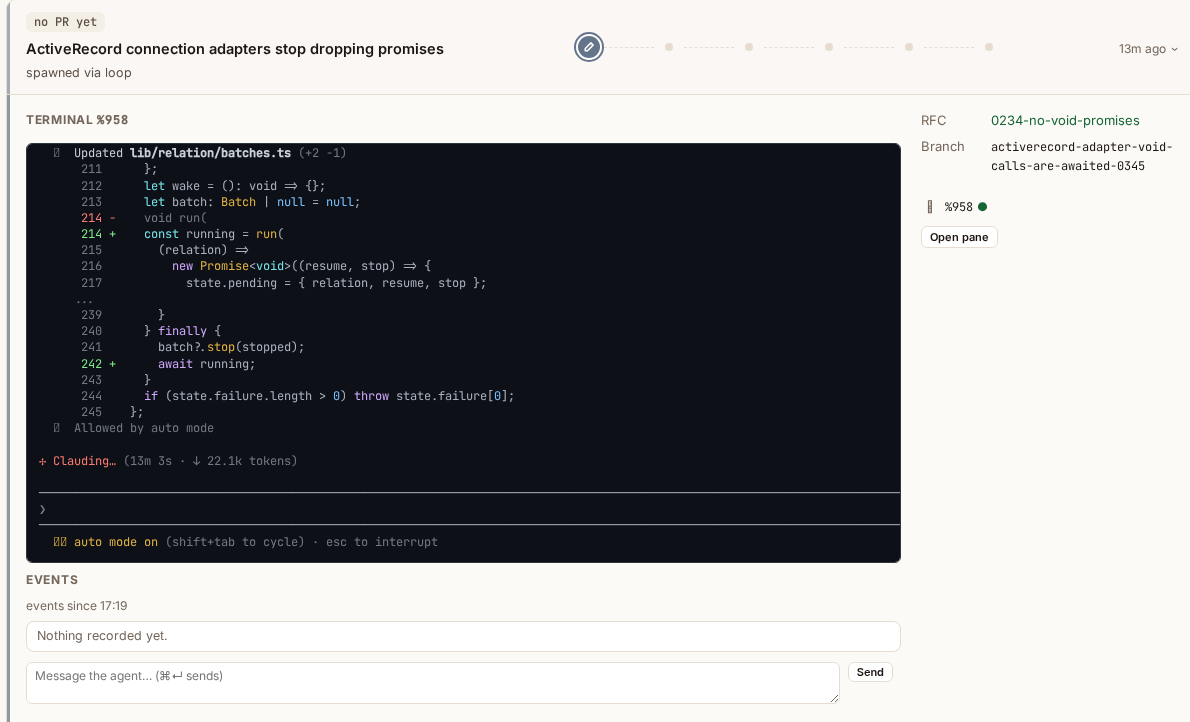 no PR yet
ActiveRecord connection adapters stop dropping promises
spawned via loop
13m ago
TERMINAL %958
Updated lib/relation/batches.ts (+2 -1)
211 };
212 let wake = (): void => {};
213 let batch: Batch | null = null;
214 - void run(
214 + const running = run(
215 (relation) =>
216 new Promise<void>((resume, stop) => {
217 state.pending = { relation, resume, stop };
...
239 }
240 } finally {
241 batch?.stop(stopped);
242 + await running;
243 }
244 if (state.failure.length > 0) throw state.failure[0];
245 };
Allowed by auto mode
✢ Clauding… (13m 3s · ↓ 22.1k tokens)
❯
auto mode on (shift+tab to cycle) · esc to interrupt
EVENTS
events since 17:19
Nothing recorded yet.
Message the agent… (⌘↵ sends)
Send
RFC 0234-no-void-promises
Branch activerecord-adapter-void-
calls-are-awaited-0345
%958
Open pane